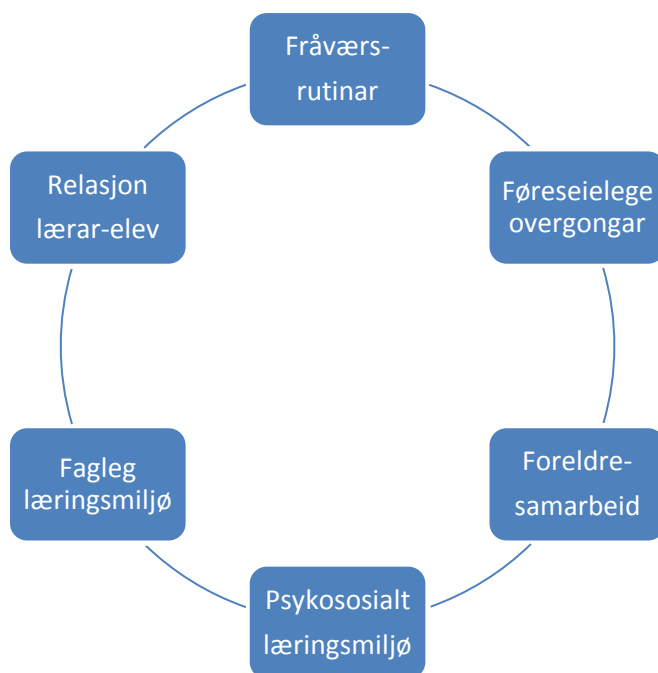 Fråværs-
rutinar
Føreseielege
overgongar
Foreldre-
samarbeid
Psykososialt
læringsmiljø
Fagleg
læringsmiljø
Relasjon
lærar-elev